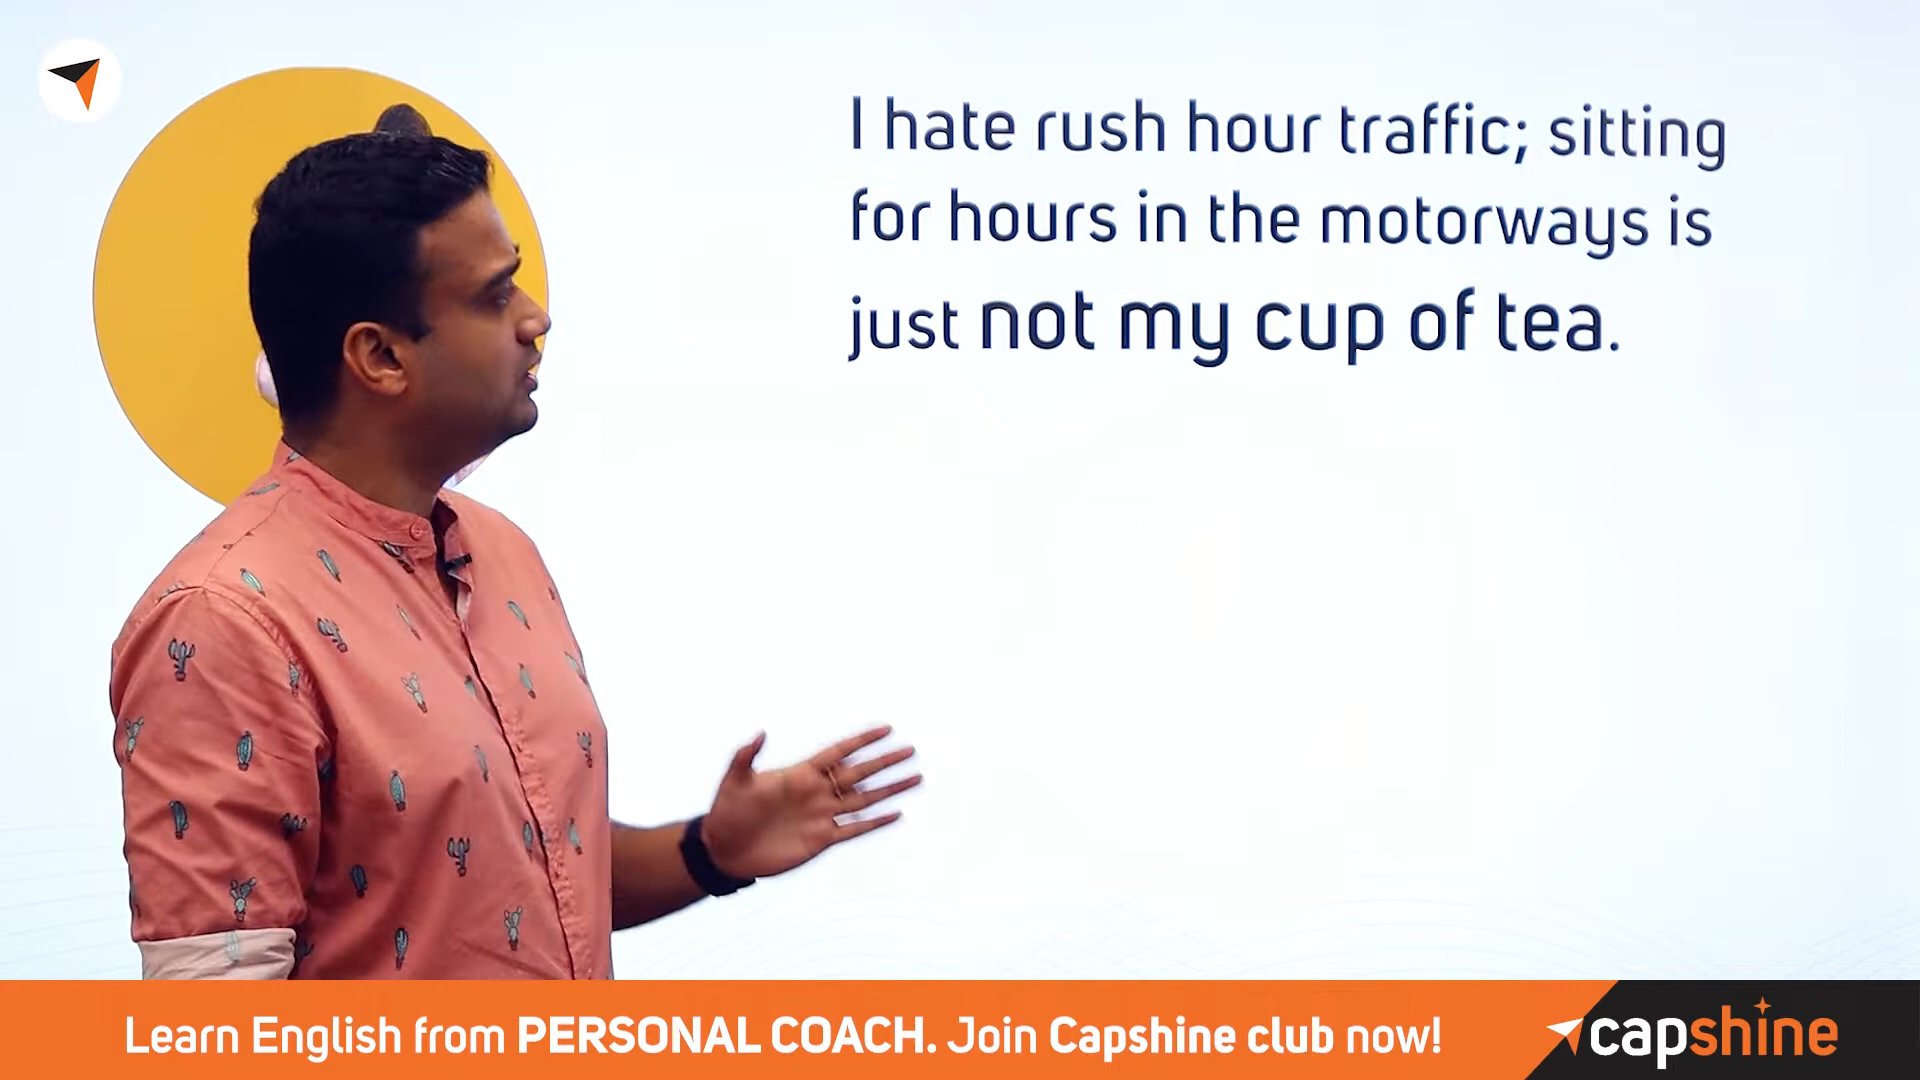 I hate rush hour traffic; sitting
for hours in the motorways is
just not my cup of tea.
Learn English from PERSONAL COACH. Join Capshine club now!
capshine